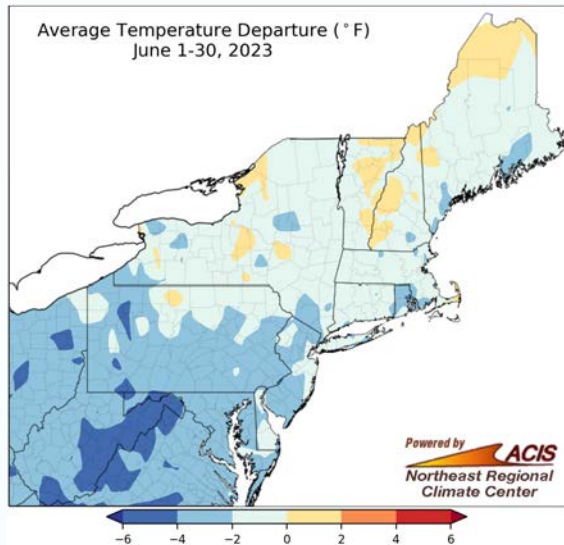 Average Temperature Departure (°F)
June 1-30, 2023
Powered by
ACIS
Northeast Regional
Climate Center
−6 −4 −2 0 2 4 6